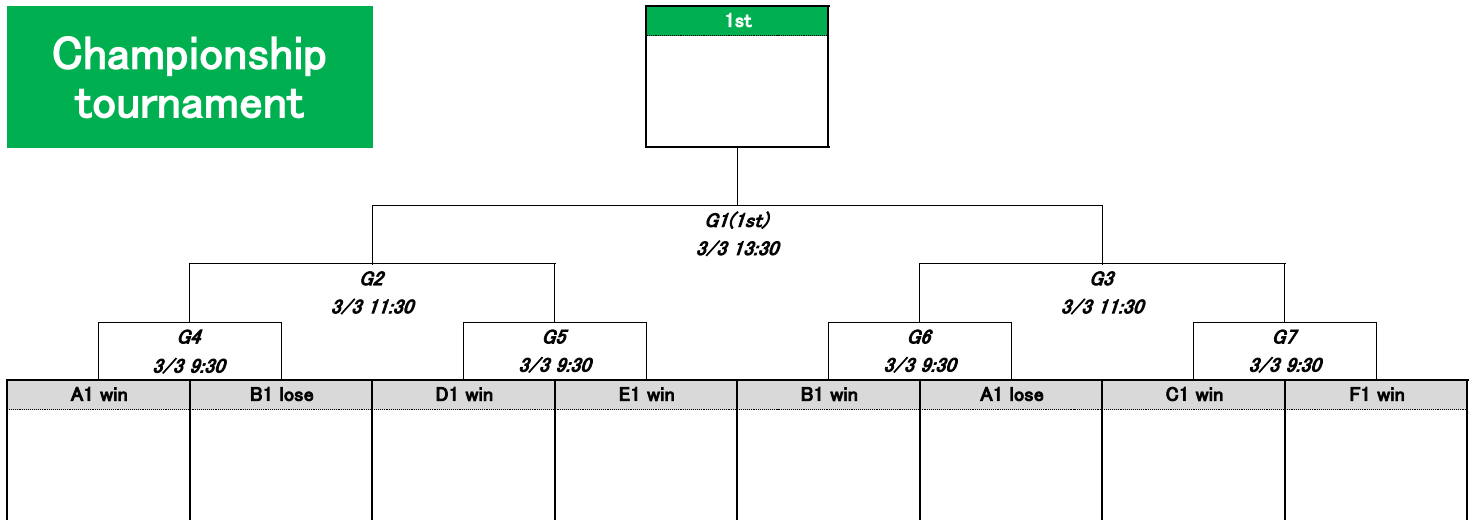 Championship
tournament
1st
G1(1st)
3/3 13:30
G2
3/3 11:30
G3
3/3 11:30
G4
3/3 9:30
G5
3/3 9:30
G6
3/3 9:30
G7
3/3 9:30
A1 win
B1 lose
D1 win
E1 win
B1 win
A1 lose
C1 win
F1 win